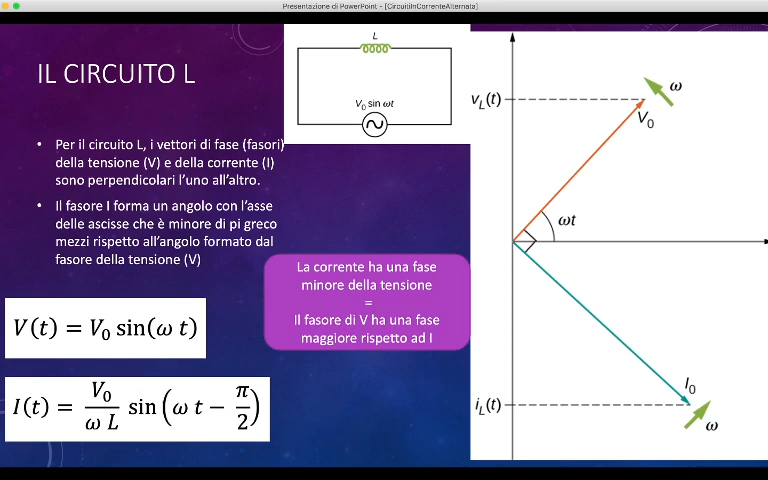 Presentazione di PowerPoint - [CircuitiInCorrenteAlternata]
IL CIRCUITO L
• Per il circuito L, i vettori di fase (fasori)
della tensione (V) e della corrente (I)
sono perpendicolari l'uno all'altro.
• Il fasore I forma un angolo con l'asse
delle ascisse che è minore di pi greco
mezzi rispetto all'angolo formato dal
fasore della tensione (V)
V(t) = V₀ sin(ω t)
I(t) = V₀ / ω L sin(ω t − π/2)
L
V₀ sin ωt
La corrente ha una fase
minore della tensione
=
Il fasore di V ha una fase
maggiore rispetto ad I
ω
v_L(t)
V₀
ωt
I₀
i_L(t)
ω